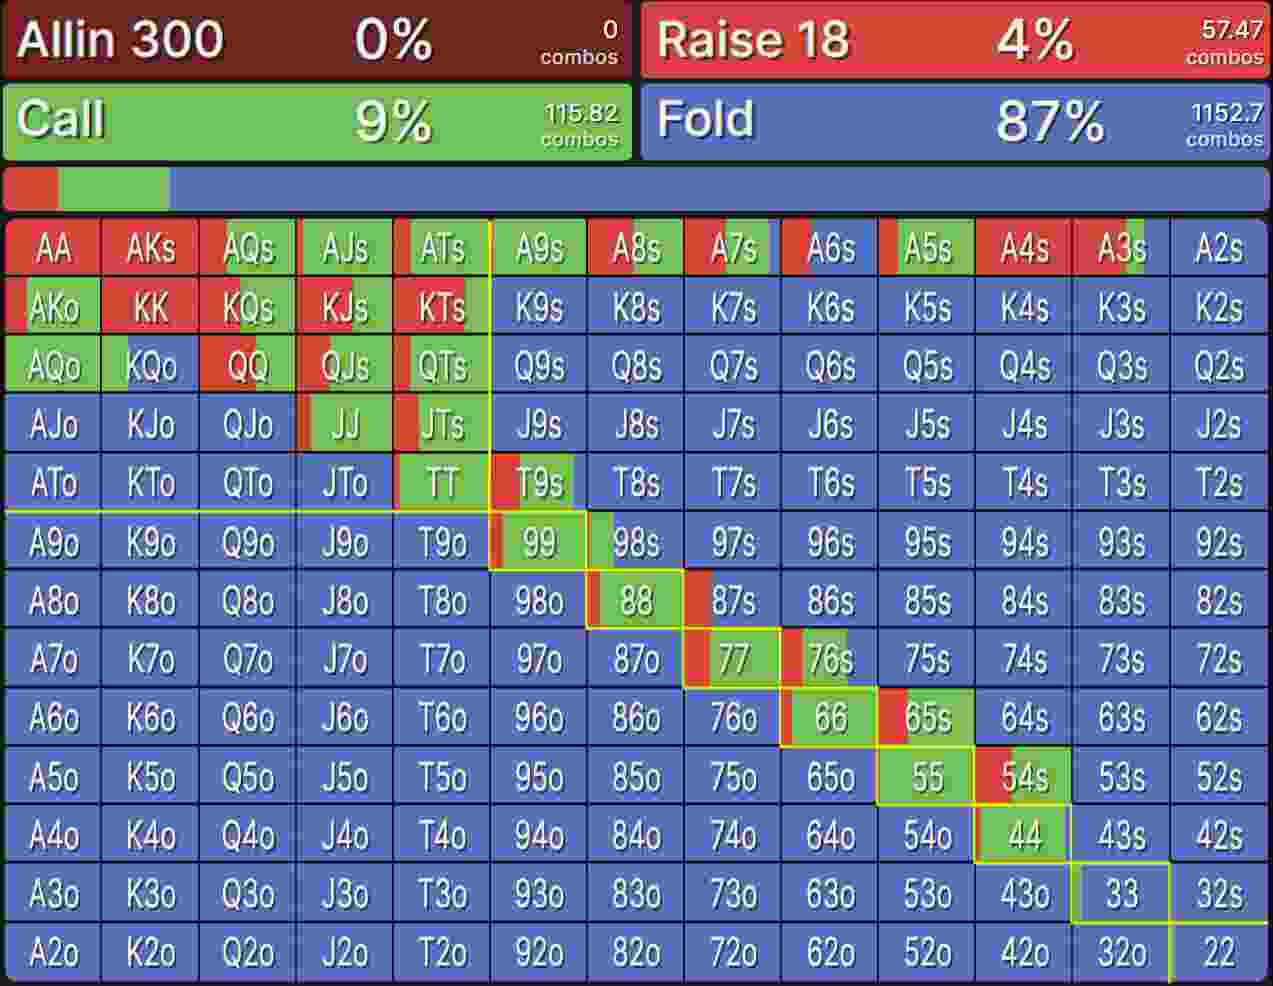 Allin 300 0% 0 combos Raise 18 4% 57.47 combos
Call 9% 115.82 combos Fold 87% 1152.7 combos
AA AKs AQs AJs ATs A9s A8s A7s A6s A5s A4s A3s A2s
AKo KK KQs KJs KTs K9s K8s K7s K6s K5s K4s K3s K2s
AQo KQo QQ QJs QTs Q9s Q8s Q7s Q6s Q5s Q4s Q3s Q2s
AJo KJo QJo JJ JTs J9s J8s J7s J6s J5s J4s J3s J2s
ATo KTo QTo JTo TT T9s T8s T7s T6s T5s T4s T3s T2s
A9o K9o Q9o J9o T9o 99 98s 97s 96s 95s 94s 93s 92s
A8o K8o Q8o J8o T8o 98o 88 87s 86s 85s 84s 83s 82s
A7o K7o Q7o J7o T7o 97o 87o 77 76s 75s 74s 73s 72s
A6o K6o Q6o J6o T6o 96o 86o 76o 66 65s 64s 63s 62s
A5o K5o Q5o J5o T5o 95o 85o 75o 65o 55 54s 53s 52s
A4o K4o Q4o J4o T4o 94o 84o 74o 64o 54o 44 43s 42s
A3o K3o Q3o J3o T3o 93o 83o 73o 63o 53o 43o 33 32s
A2o K2o Q2o J2o T2o 92o 82o 72o 62o 52o 42o 32o 22